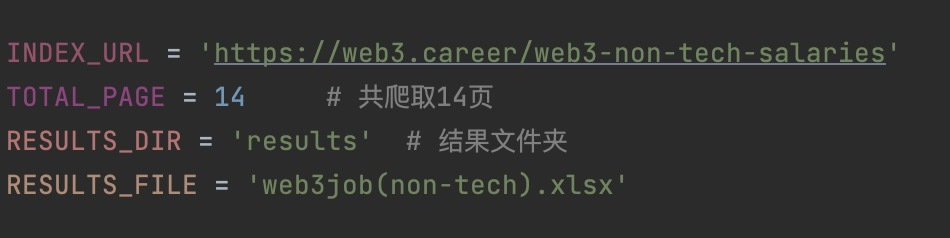 INDEX_URL = 'https://web3.career/web3-non-tech-salaries'
TOTAL_PAGE = 14     # 共爬取14页
RESULTS_DIR = 'results'  # 结果文件夹
RESULTS_FILE = 'web3job(non-tech).xlsx'